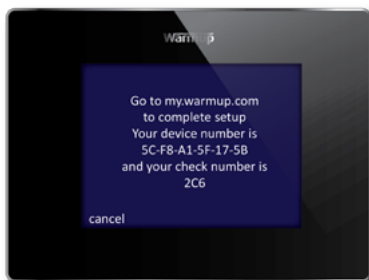 Warmup
Go to my.warmup.com
to complete setup
Your device number is
5C-F8-A1-5F-17-5B
and your check number is
2C6
cancel